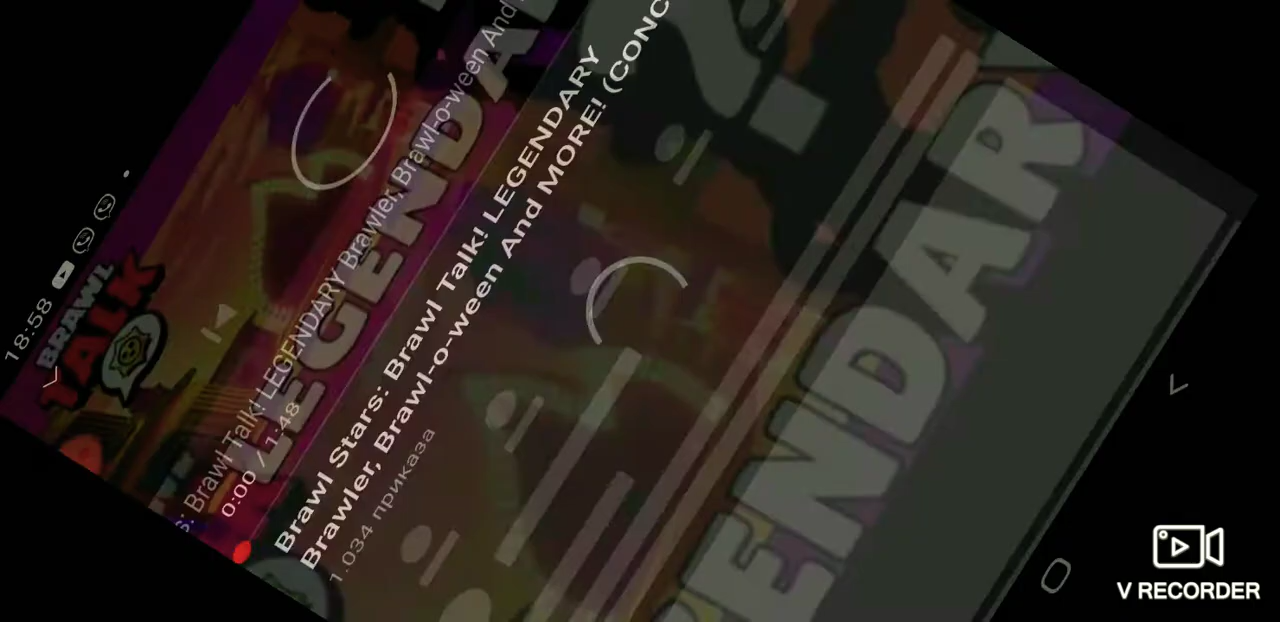 18:58
BRAWL
TALK
LEGENDA
s: Brawl Talk! LEGENDARY Brawler, Brawl-o-ween And
0:00 / 1:48
Brawl Stars: Brawl Talk! LEGENDARY
Brawler, Brawl-o-ween And MORE! (CONC
1.034 приказа
ENDAR
V RECORDER